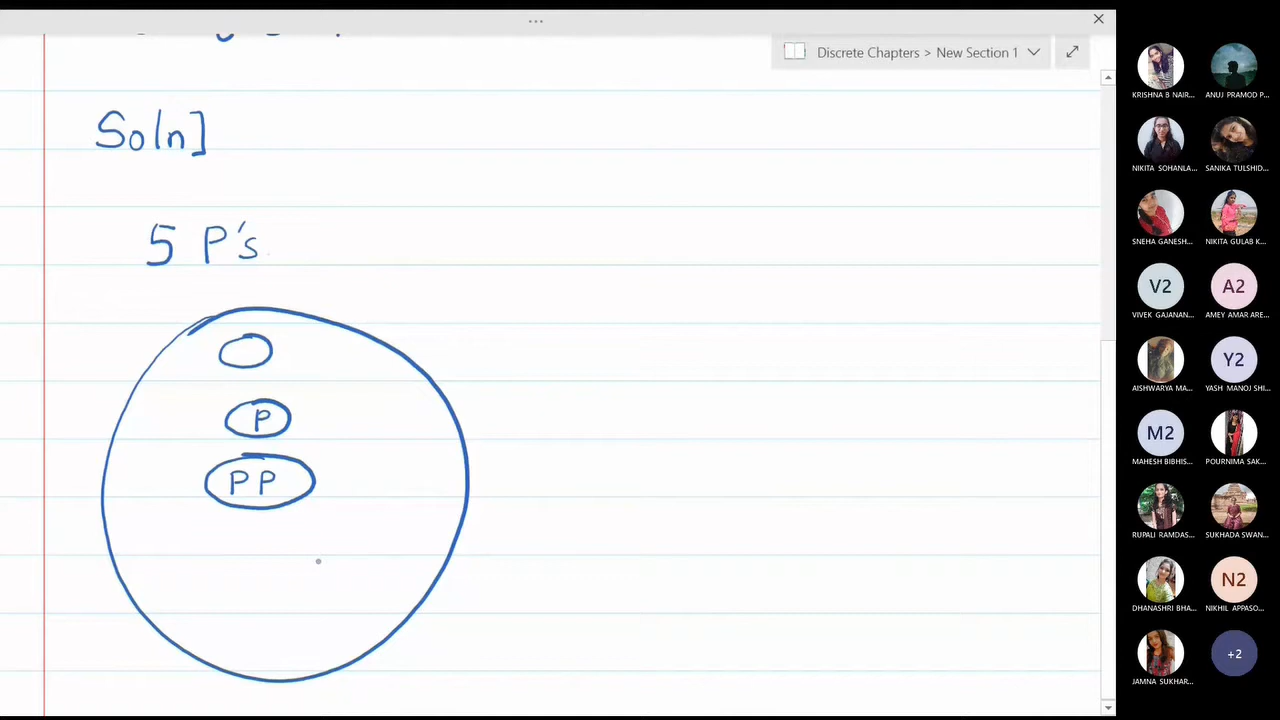 Discrete Chapters > New Section 1
Soln]
5 P's
P
P P
KRISHNA B NAIR...
ANUJ PRAMOD P...
NIKITA SOHANLA...
SANIKA TULSHID...
SNEHA GANESH...
NIKITA GULAB K...
V2
A2
VIVEK GAJANAN...
AMEY AMAR ARE...
Y2
AISHWARYA MA...
YASH MANOJ SHI...
M2
MAHESH BIBHIS...
POURNIMA SAK...
RUPALI RAMDAS...
SUKHADA SWAN...
N2
DHANASHRI BHA...
NIKHIL APPASO...
+2
JAMNA SUKHAR...